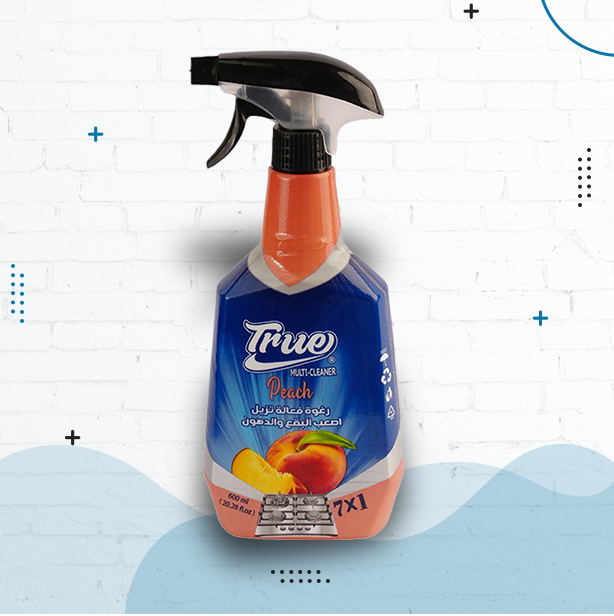 True®
MULTI-CLEANER
Peach
رغوة فعالة تزيل
اصعب البقع والدهون
600 ml
(20.28 fl.oz)
7x1